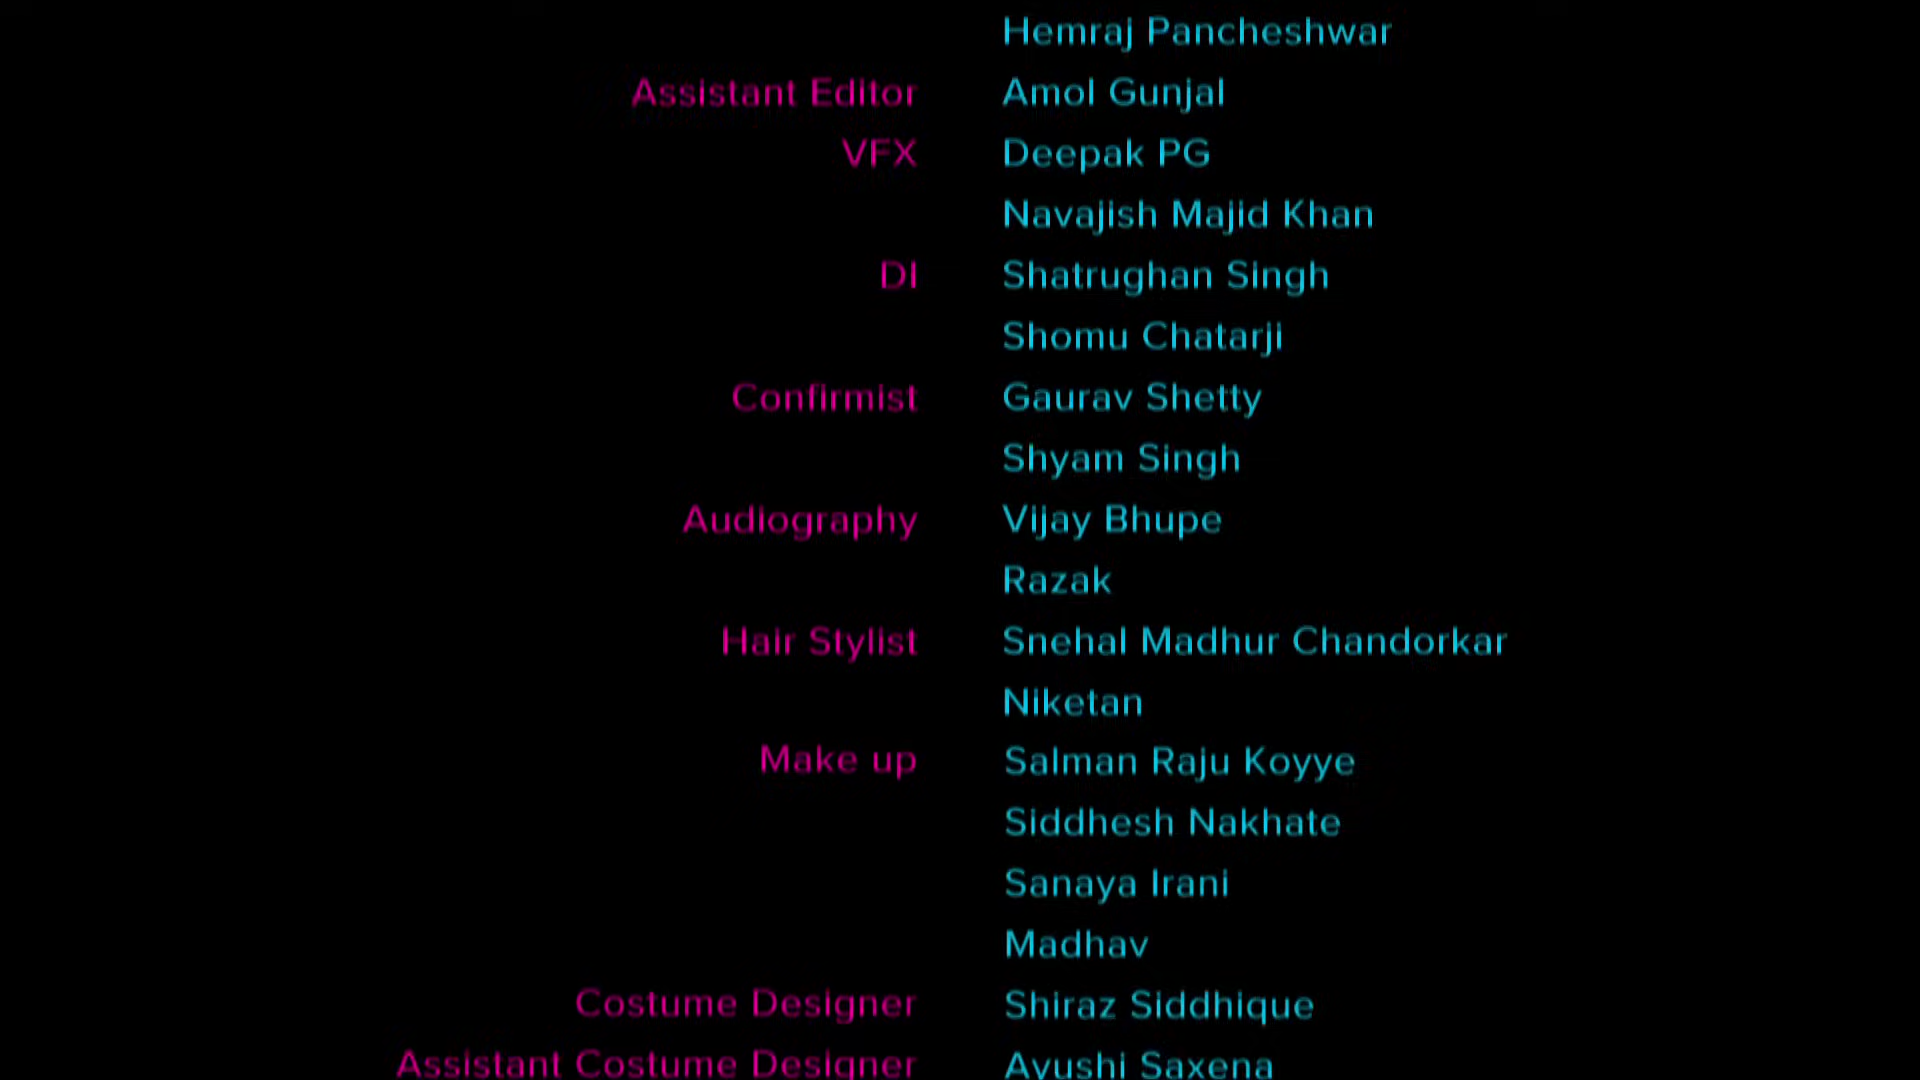 Hemraj Pancheshwar
Assistant Editor Amol Gunjal
VFX Deepak PG
Navajish Majid Khan
DI Shatrughan Singh
Shomu Chatarji
Confirmist Gaurav Shetty
Shyam Singh
Audiography Vijay Bhupe
Razak
Hair Stylist Snehal Madhur Chandorkar
Niketan
Make up Salman Raju Koyye
Siddhesh Nakhate
Sanaya Irani
Madhav
Costume Designer Shiraz Siddhique
Assistant Costume Designer Ayushi Saxena